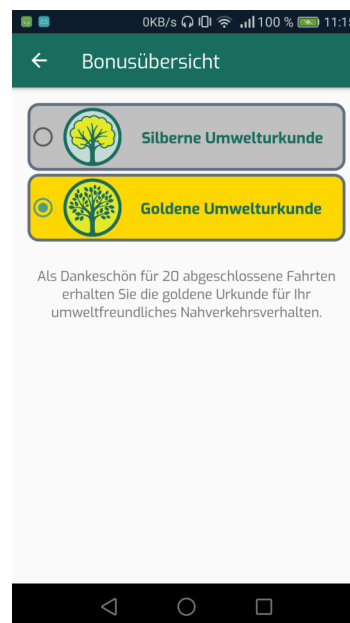 0KB/s 100 % 11:15
Bonusübersicht
Silberne Umwelturkunde
Goldene Umwelturkunde
Als Dankeschön für 20 abgeschlossene Fahrten
erhalten Sie die goldene Urkunde für Ihr
umweltfreundliches Nahverkehrsverhalten.